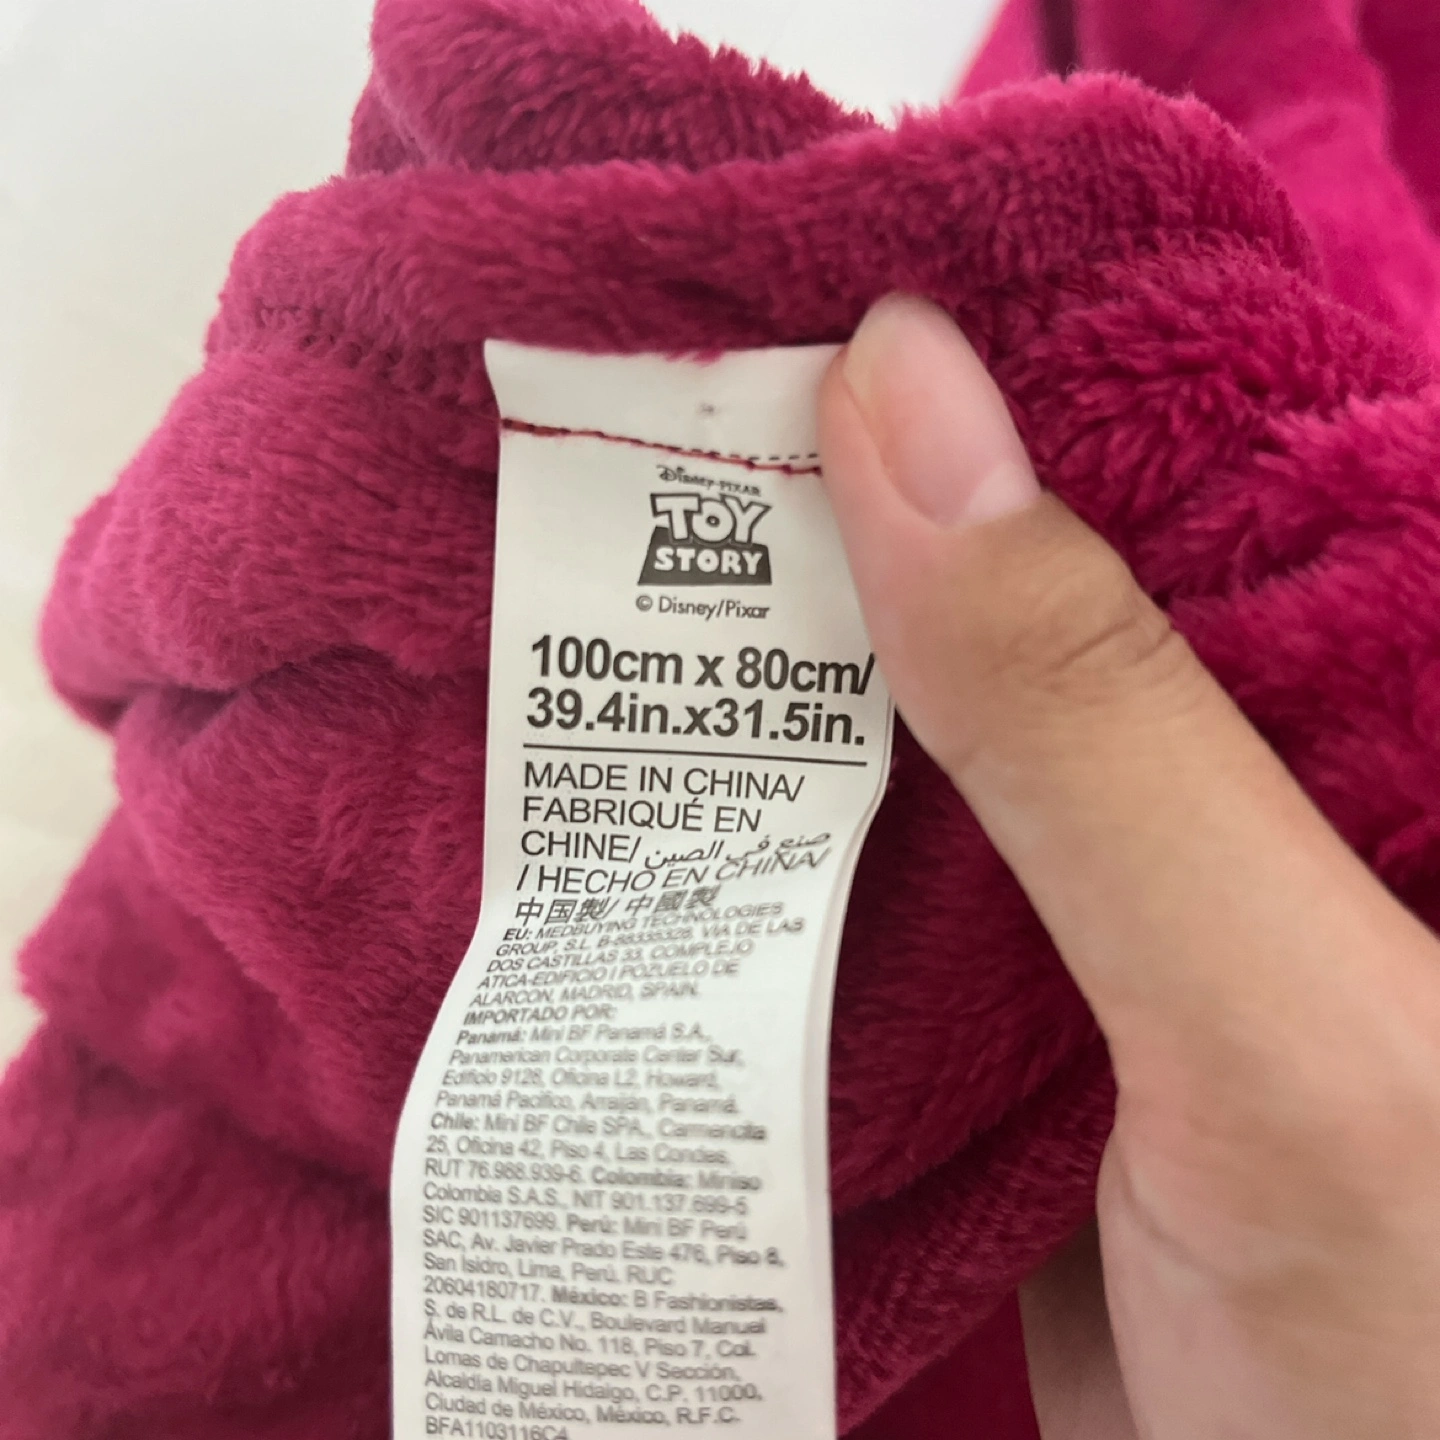 Disney·PIXAR
TOY
STORY
© Disney/Pixar
100cm x 80cm/
39.4in.x31.5in.
MADE IN CHINA/
FABRIQUÉ EN
CHINE/ صنع في الصين
/ HECHO EN CHINA/
中国製/ 中國製
EU: MEDBUYING TECHNOLOGIES
GROUP, S.L. VIA DE LAS
DOS CASTILLAS 33, COMPLEJO
ATICA-EDIFICIO I POZUELO DE
ALARCON, MADRID, SPAIN.
IMPORTADO POR:
Panamá: Mini BF Panamá S.A.,
Panamerican Corporate Center Sur,
Edificio 9126, Oficina L2, Howard,
Panamá Pacifico, Arraiján, Panamá.
Chile: Mini BF Chile SPA., Carmencita
25, Oficina 42, Piso 4, Las Condes.
RUT 76.988.939-6. Colombia: Miniso
Colombia S.A.S., NIT 901.137.699-5
SIC 901137699. Perú: Mini BF Perú
SAC, Av. Javier Prado Este 476, Piso 8,
San Isidro, Lima, Perú. RUC
20604180717. México: B Fashionistas,
S. de R.L. de C.V., Boulevard Manuel
Ávila Camacho No. 118, Piso 7, Col.
Lomas de Chapultepec V Sección,
Alcaldia Miguel Hidalgo, C.P. 11000,
Ciudad de México, México, R.F.C.
BFA1103116C4